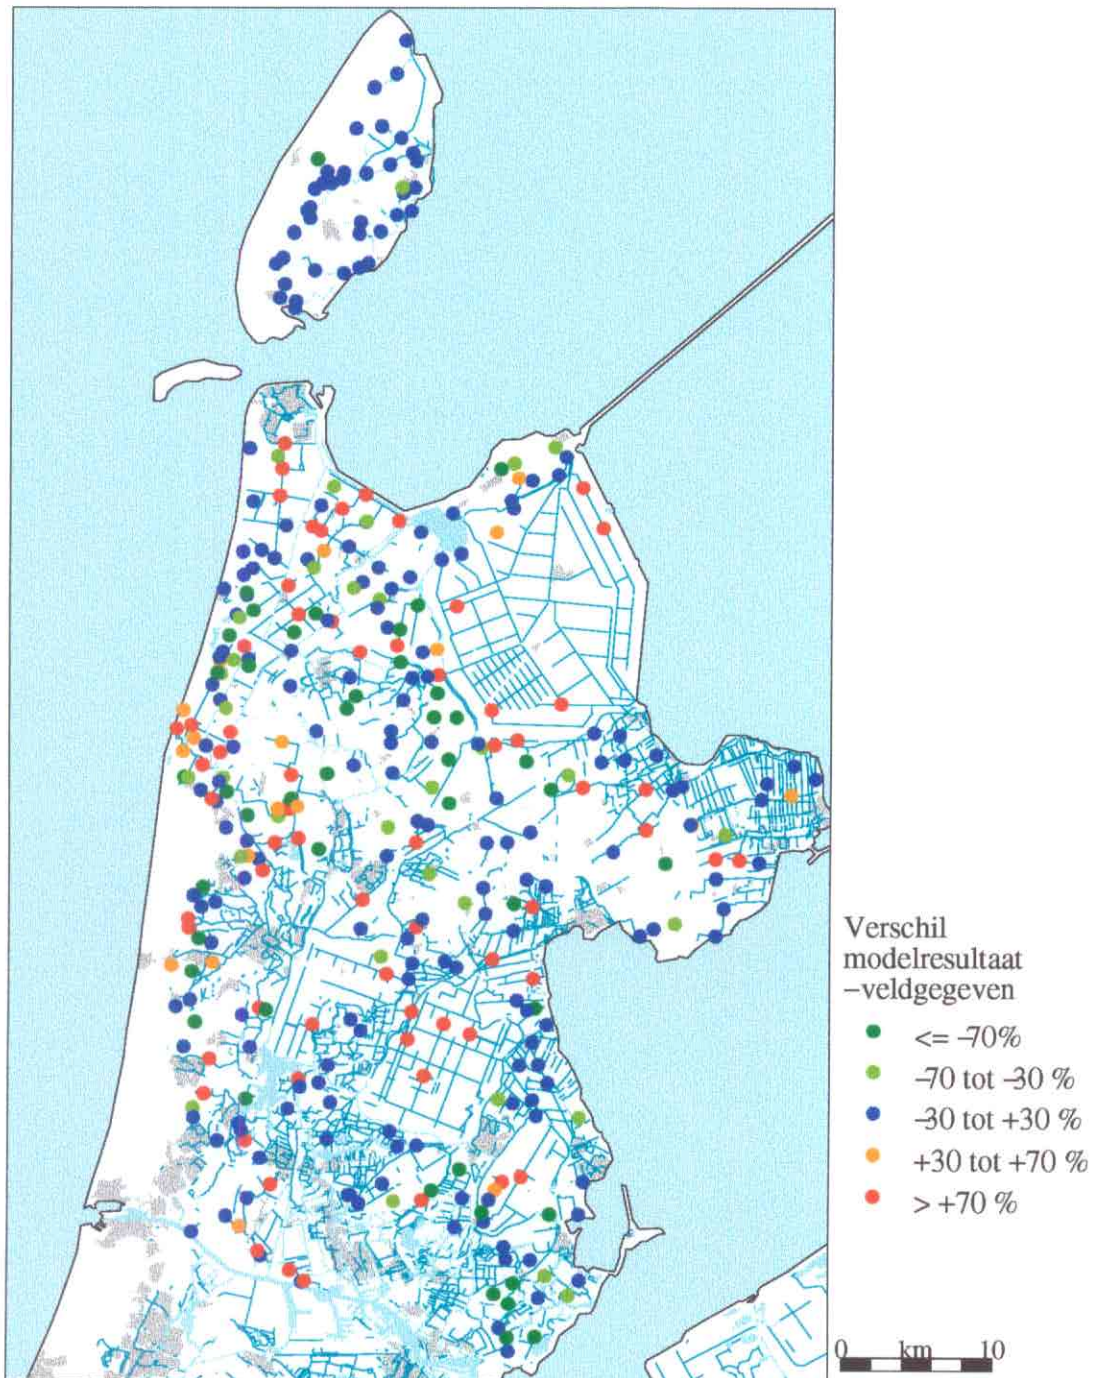 Verschil
modelresultaat
–veldgegeven
<= –70%
–70 tot –30 %
–30 tot +30 %
+30 tot +70 %
> +70 %
0 km 10